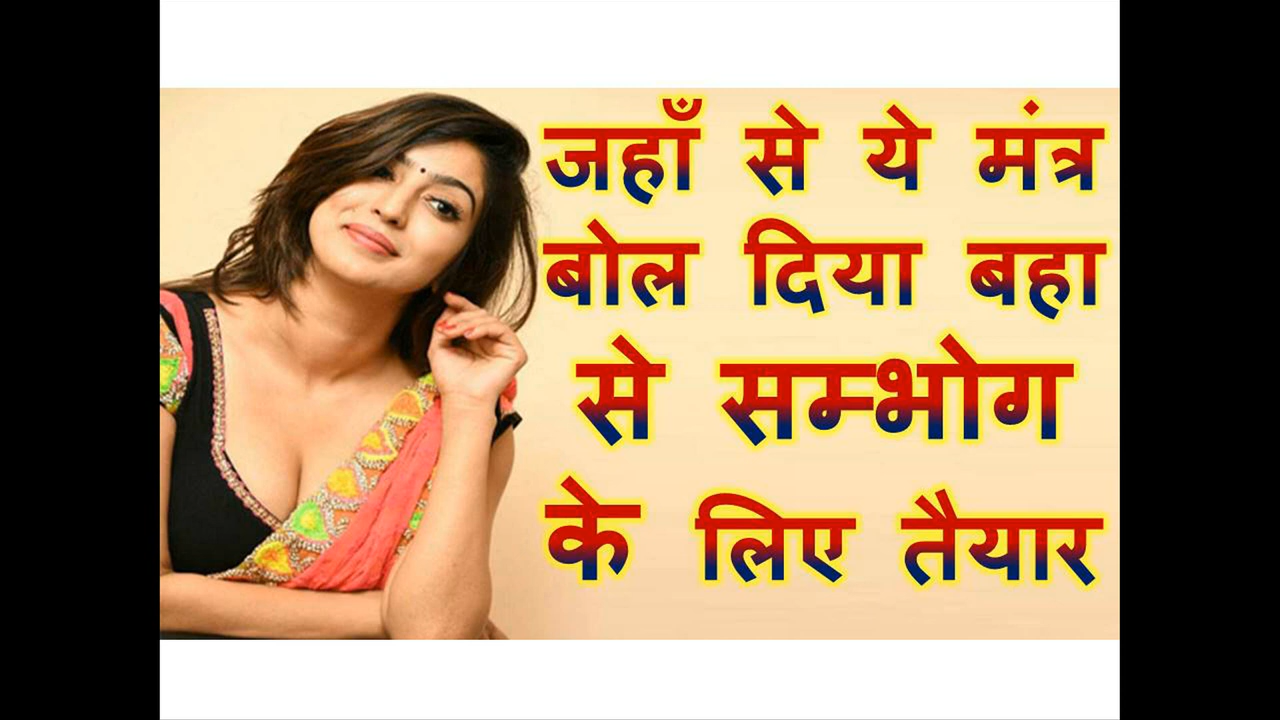 जहाँ से ये मंत्र
बोल दिया बहा
से सम्भोग
के लिए तैयार